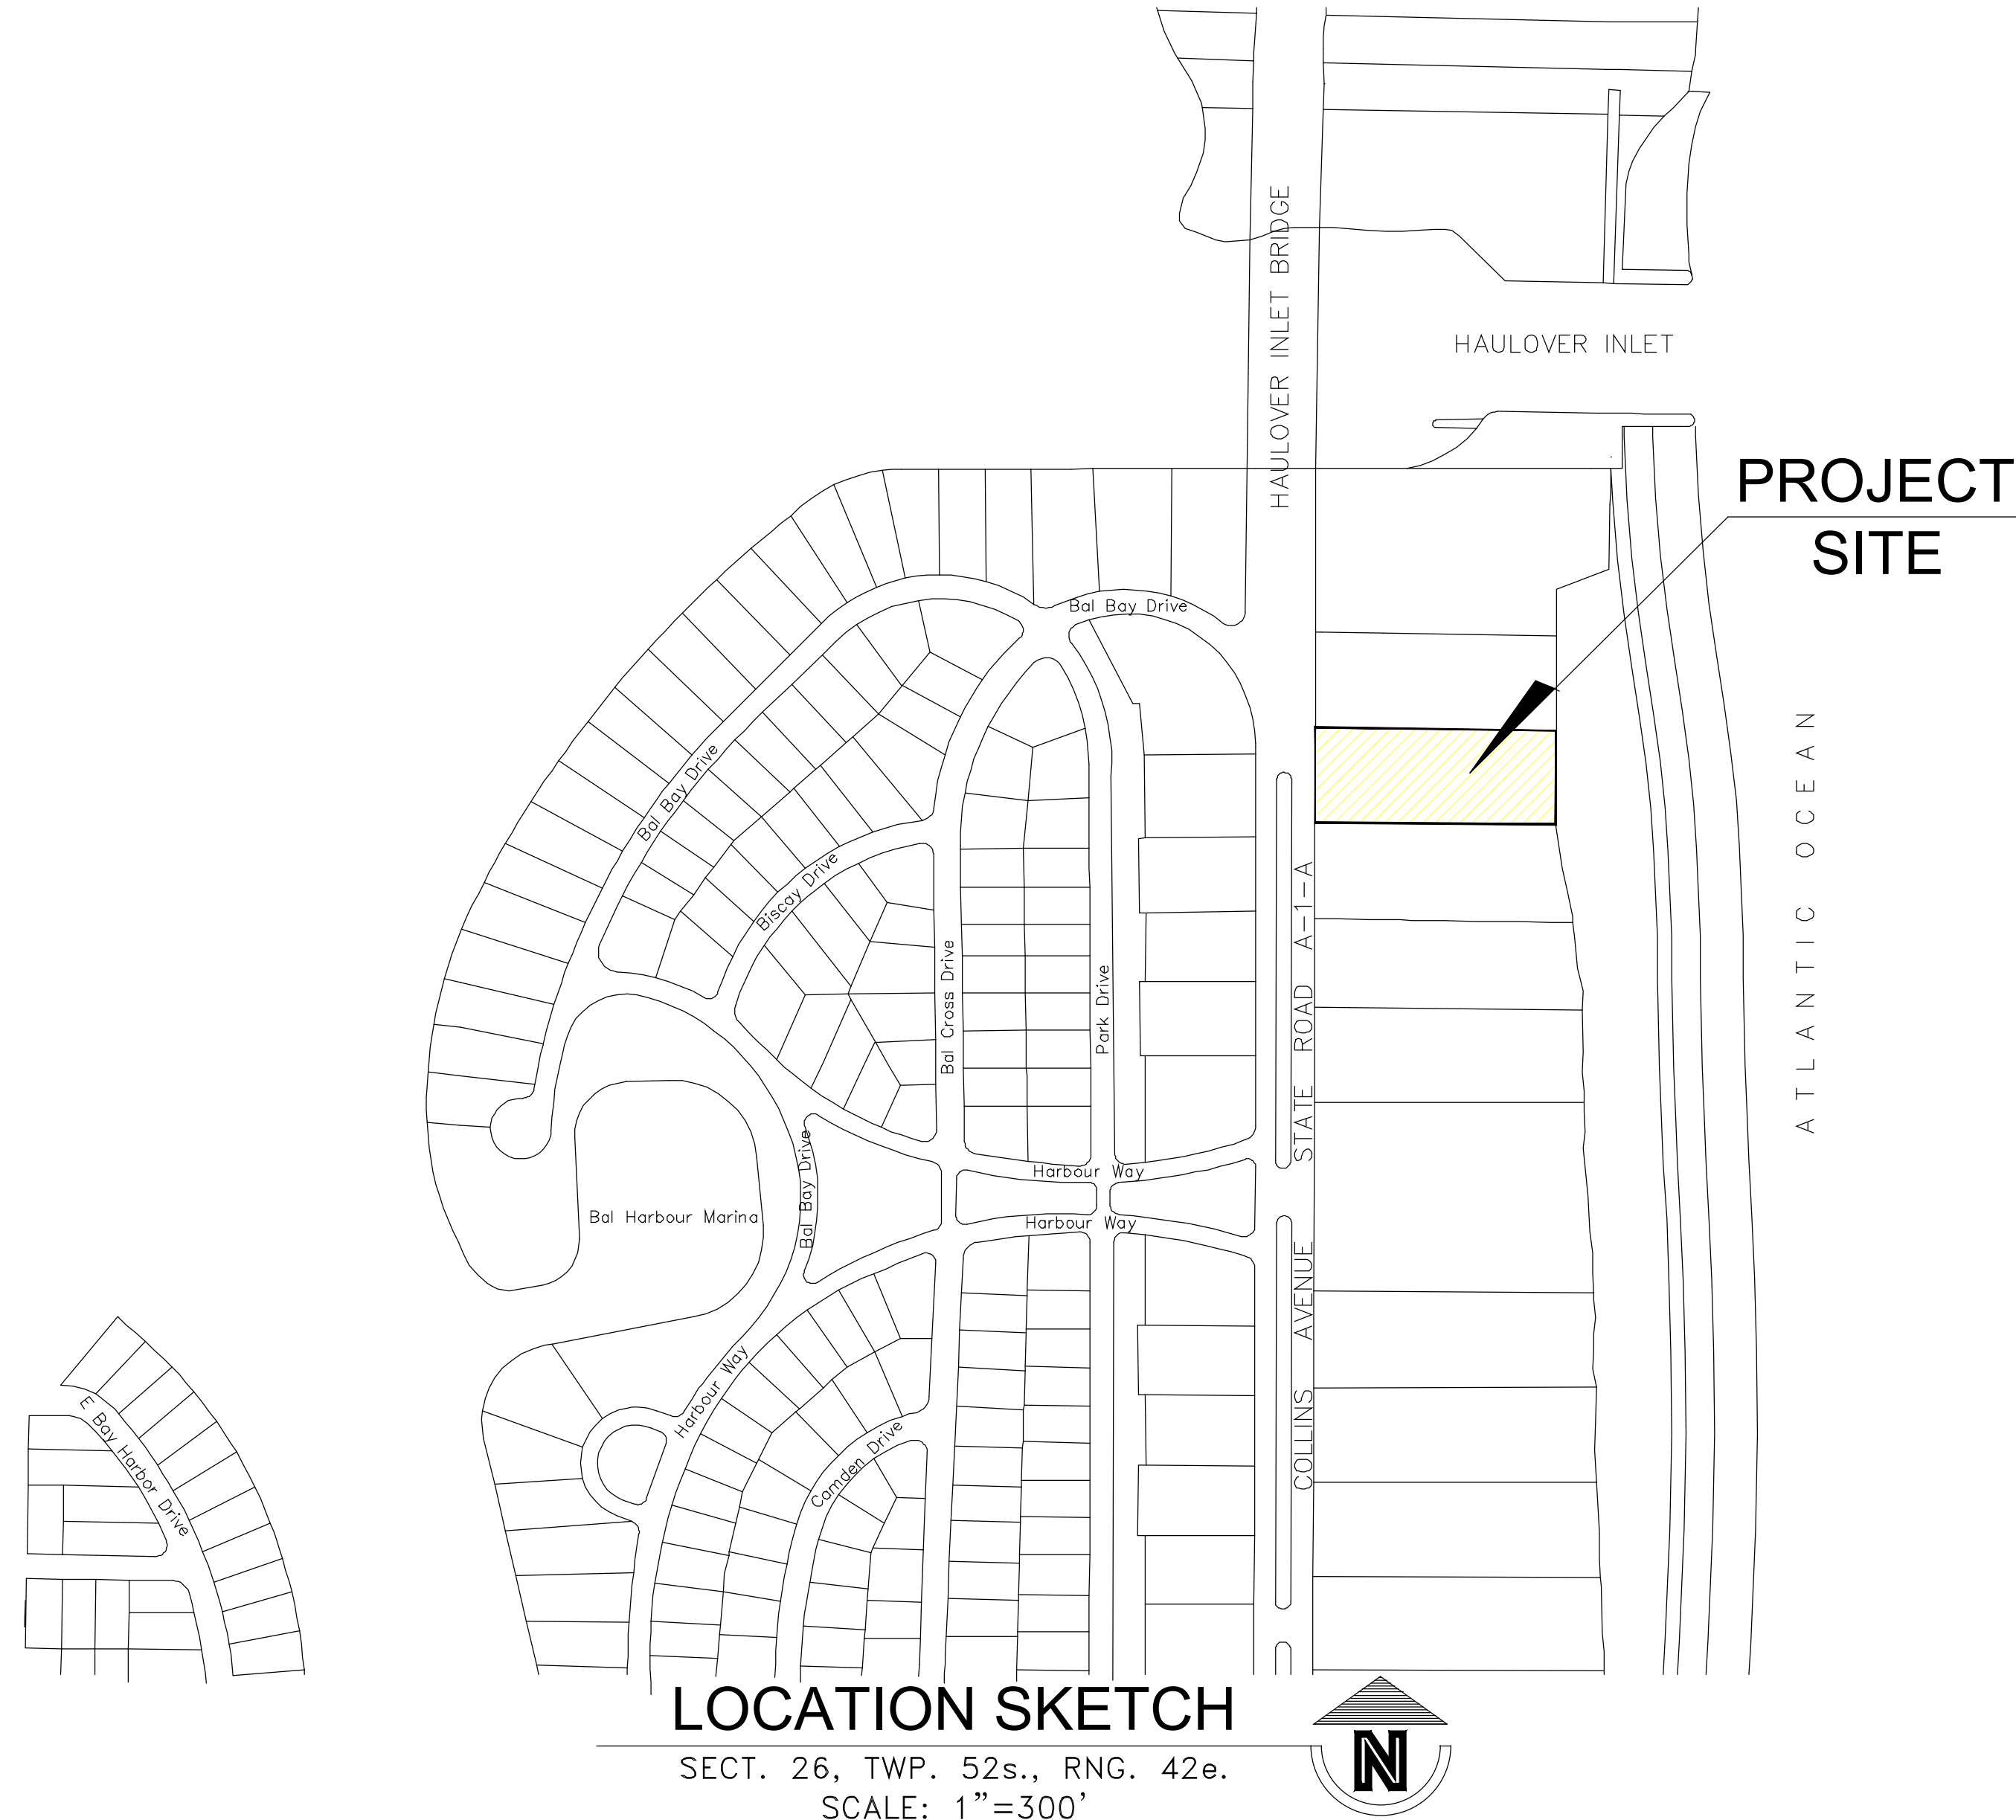 HAULOVER INLET BRIDGE
HAULOVER INLET
PROJECT
SITE
Bal Bay Drive
Bal Bay Drive
ATLANTIC OCEAN
Biscay Drive
STATE ROAD A-1-A
Bal Cross Drive
Park Drive
Bal Bay Drive
Harbour Way
Bal Harbour Marina
Harbour Way
COLLINS AVENUE
Harbour Way
E Bay Harbor Drive
Camden Drive
LOCATION SKETCH
N
SECT. 26, TWP. 52s., RNG. 42e.
SCALE: 1"=300'